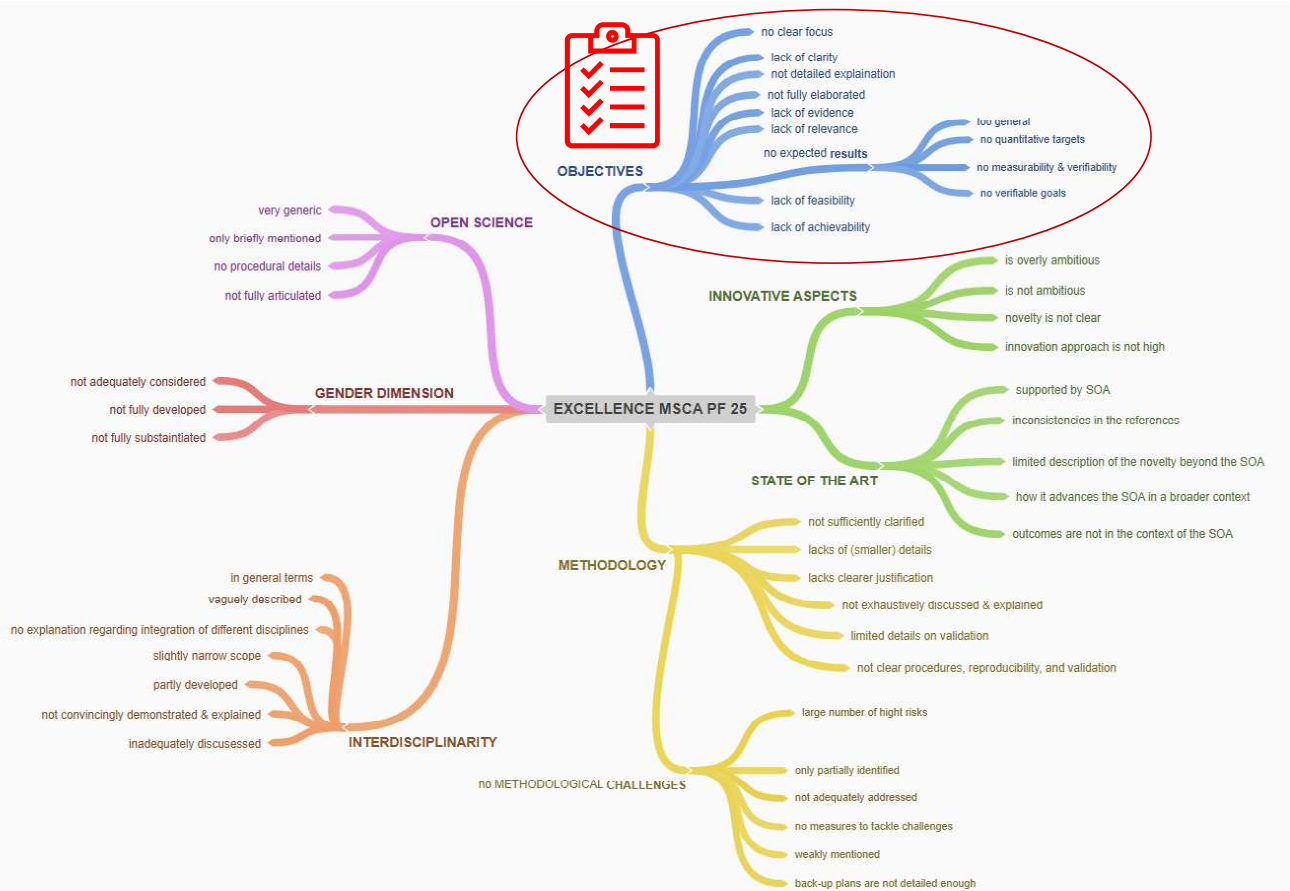 no clear focus
lack of clarity
not detailed explaination
not fully elaborated
lack of evidence
lack of relevance
no expected results
too general
no quantitative targets
no measurability & verifiability
no verifiable goals
OBJECTIVES
lack of feasibility
lack of achievability
OPEN SCIENCE
very generic
only briefly mentioned
no procedural details
not fully articulated
INNOVATIVE ASPECTS
is overly ambitious
is not ambitious
novelty is not clear
innovation approach is not high
GENDER DIMENSION
not adequately considered
not fully developed
not fully substaintiated
EXCELLENCE MSCA PF 25
supported by SOA
inconsistencies in the references
limited description of the novelty beyond the SOA
STATE OF THE ART
how it advances the SOA in a broader context
outcomes are not in the context of the SOA
METHODOLOGY
not sufficiently clarified
lacks of (smaller) details
lacks clearer justification
not exhaustively discussed & explained
limited details on validation
not clear procedures, reproducibility, and validation
in general terms
vaguely described
no explanation regarding integration of different disciplines
slightly narrow scope
partly developed
not convincingly demonstrated & explained
inadequately discusessed
INTERDISCIPLINARITY
no METHODOLOGICAL CHALLENGES
large number of hight risks
only partially identified
not adequately addressed
no measures to tackle challenges
weakly mentioned
back-up plans are not detailed enough